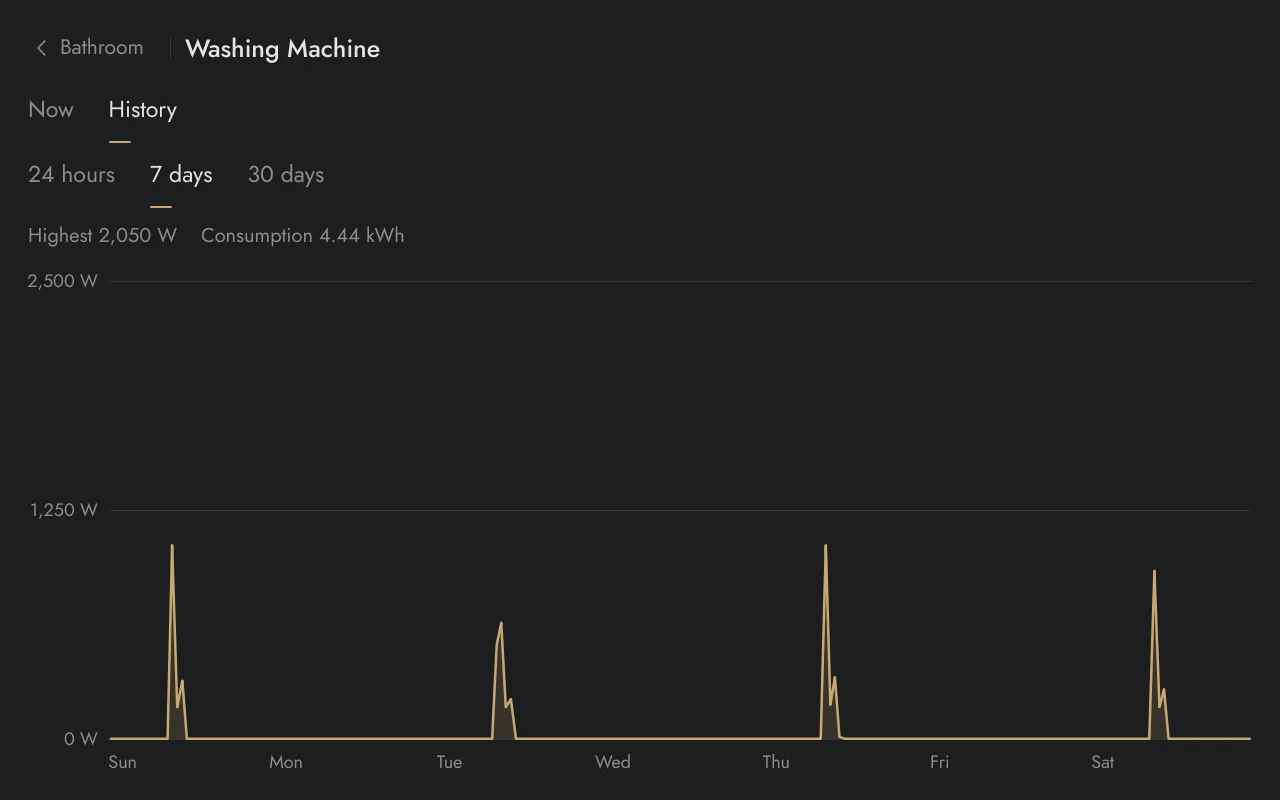 Bathroom Washing Machine
Now History
24 hours 7 days 30 days
Highest 2,050 W Consumption 4.44 kWh
2,500 W
1,250 W
0 W
Sun Mon Tue Wed Thu Fri Sat